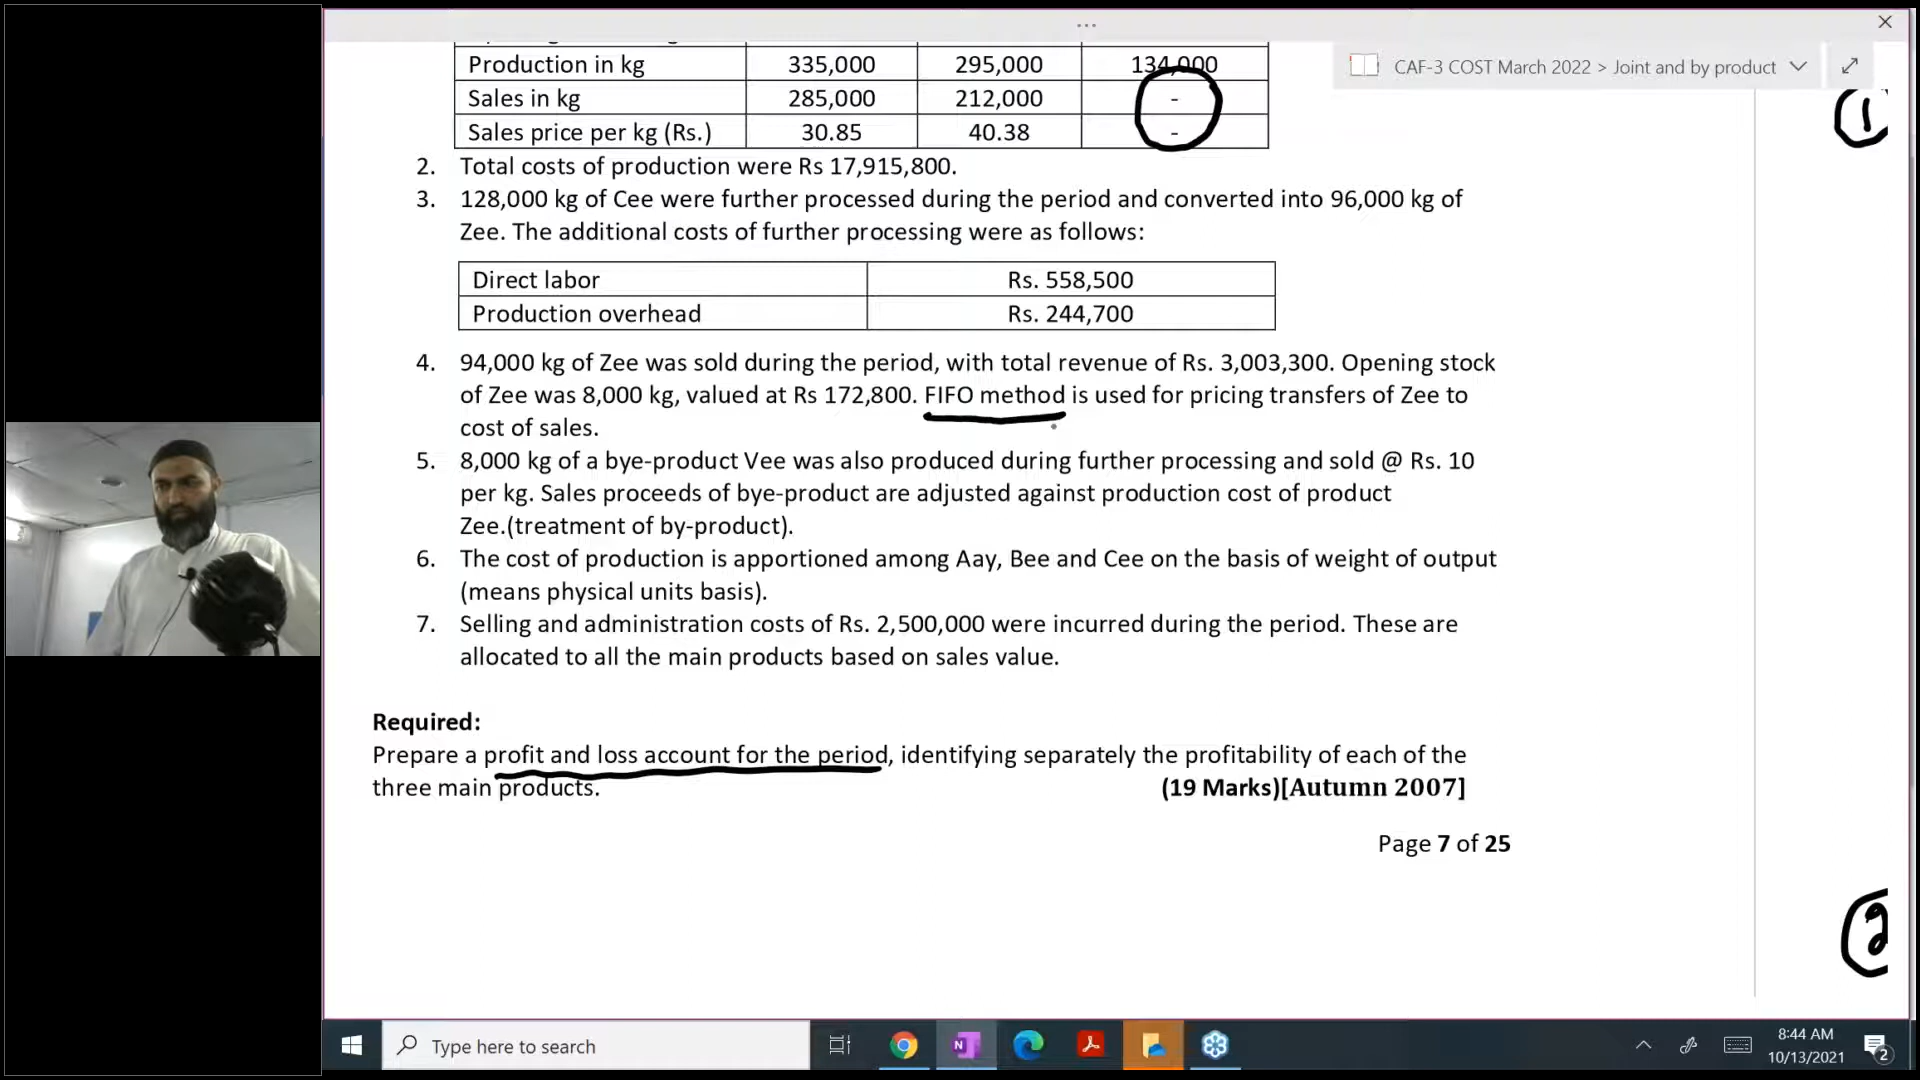 CAF-3 COST March 2022 > Joint and by product
Production in kg 335,000 295,000 134,000
Sales in kg 285,000 212,000 -
Sales price per kg (Rs.) 30.85 40.38 -
1
2. Total costs of production were Rs 17,915,800.
3. 128,000 kg of Cee were further processed during the period and converted into 96,000 kg of
Zee. The additional costs of further processing were as follows:
Direct labor Rs. 558,500
Production overhead Rs. 244,700
4. 94,000 kg of Zee was sold during the period, with total revenue of Rs. 3,003,300. Opening stock
of Zee was 8,000 kg, valued at Rs 172,800. FIFO method is used for pricing transfers of Zee to
cost of sales.
5. 8,000 kg of a bye-product Vee was also produced during further processing and sold @ Rs. 10
per kg. Sales proceeds of bye-product are adjusted against production cost of product
Zee.(treatment of by-product).
6. The cost of production is apportioned among Aay, Bee and Cee on the basis of weight of output
(means physical units basis).
7. Selling and administration costs of Rs. 2,500,000 were incurred during the period. These are
allocated to all the main products based on sales value.
Required:
Prepare a profit and loss account for the period, identifying separately the profitability of each of the
three main products. (19 Marks)[Autumn 2007]
Page 7 of 25
2
Type here to search
8:44 AM
10/13/2021
2